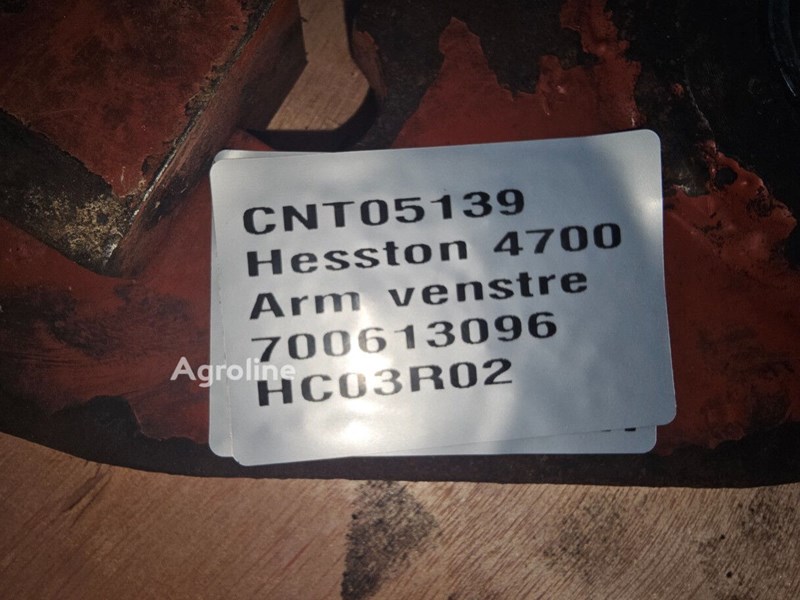 CNT05139
Hesston 4700
Arm venstre
700613096
HC03R02
Agroline